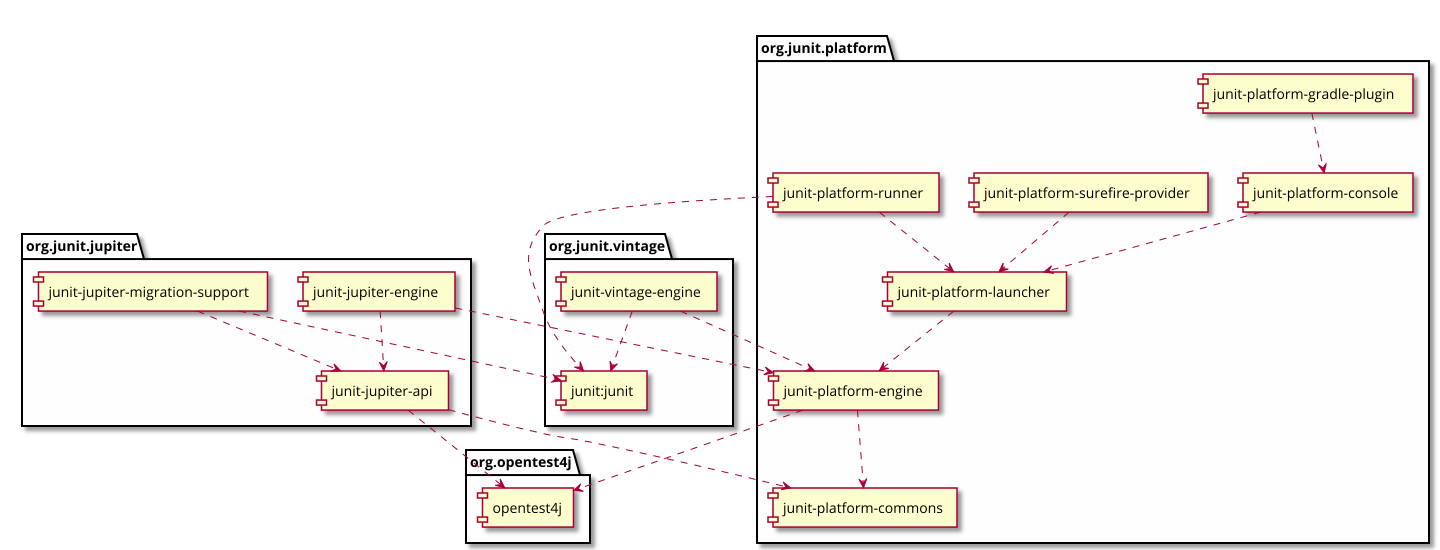 org.junit.platform
junit-platform-gradle-plugin
junit-platform-runner
junit-platform-surefire-provider
junit-platform-console
org.junit.jupiter
org.junit.vintage
junit-jupiter-migration-support
junit-jupiter-engine
junit-vintage-engine
junit-platform-launcher
junit-jupiter-api
junit:junit
junit-platform-engine
org.opentest4j
opentest4j
junit-platform-commons